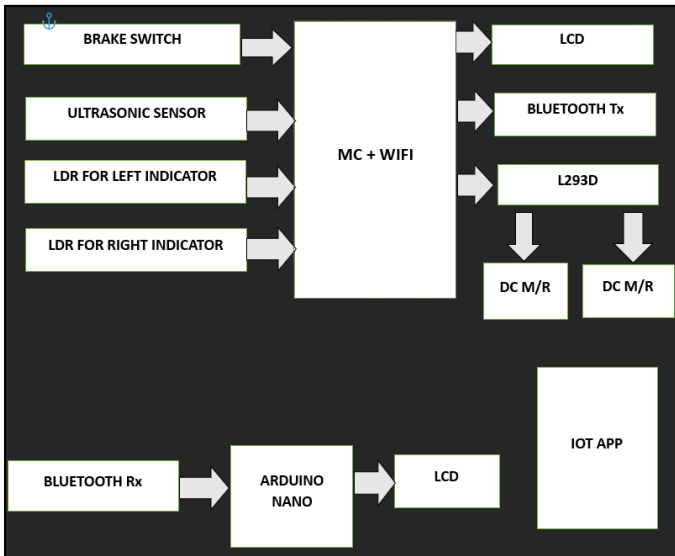 BRAKE SWITCH
LCD
ULTRASONIC SENSOR
BLUETOOTH Tx
MC + WIFI
LDR FOR LEFT INDICATOR
L293D
LDR FOR RIGHT INDICATOR
DC M/R
DC M/R
IOT APP
BLUETOOTH Rx
ARDUINO
NANO
LCD